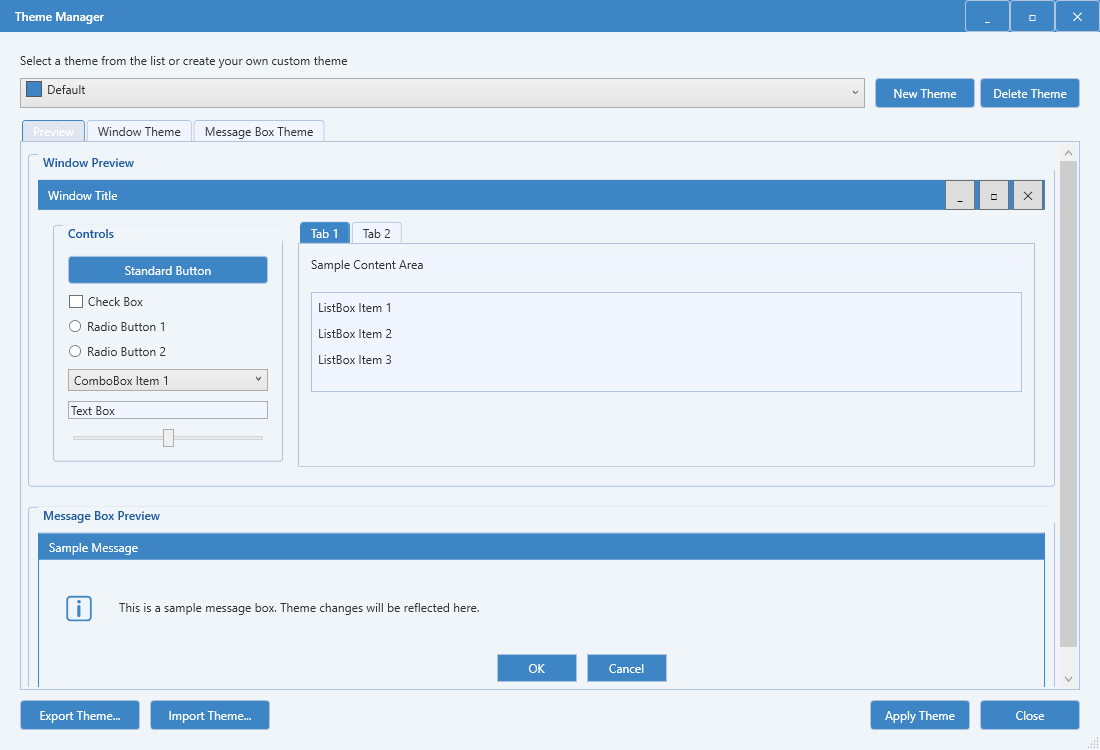 Theme Manager
Select a theme from the list or create your own custom theme
Default
New Theme
Delete Theme
Preview
Window Theme
Message Box Theme
Window Preview
Window Title
Controls
Standard Button
Check Box
Radio Button 1
Radio Button 2
ComboBox Item 1
Text Box
Tab 1
Tab 2
Sample Content Area
ListBox Item 1
ListBox Item 2
ListBox Item 3
Message Box Preview
Sample Message
This is a sample message box. Theme changes will be reflected here.
OK
Cancel
Export Theme...
Import Theme...
Apply Theme
Close